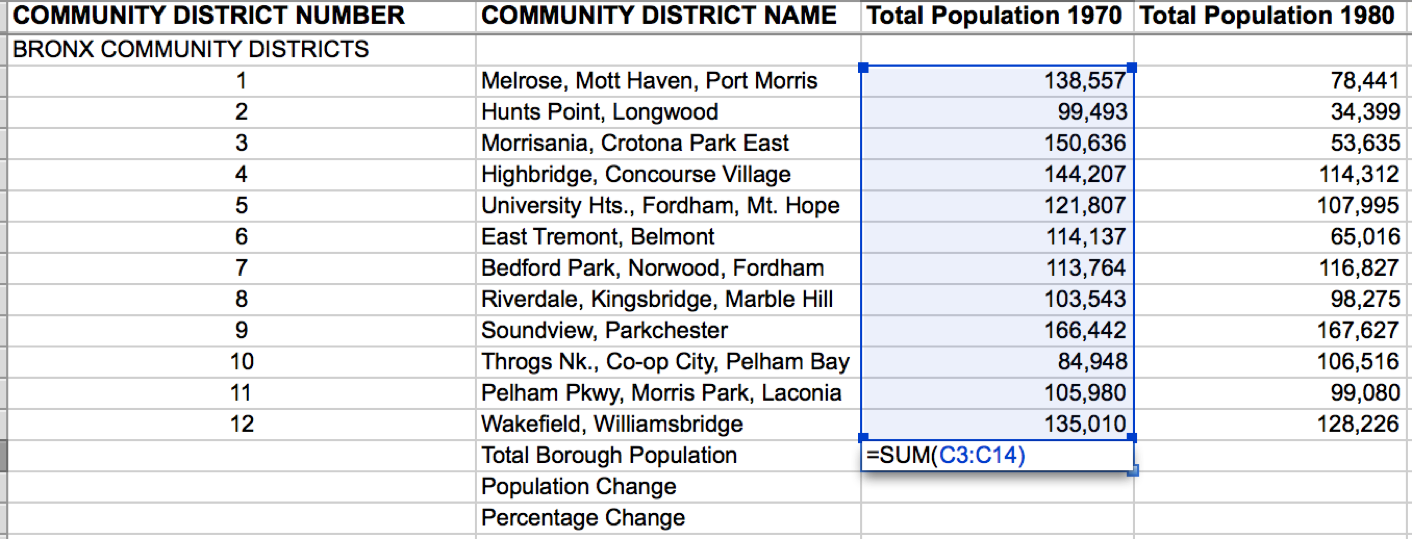 COMMUNITY DISTRICT NUMBER COMMUNITY DISTRICT NAME Total Population 1970 Total Population 1980
BRONX COMMUNITY DISTRICTS
1 Melrose, Mott Haven, Port Morris 138,557 78,441
2 Hunts Point, Longwood 99,493 34,399
3 Morrisania, Crotona Park East 150,636 53,635
4 Highbridge, Concourse Village 144,207 114,312
5 University Hts., Fordham, Mt. Hope 121,807 107,995
6 East Tremont, Belmont 114,137 65,016
7 Bedford Park, Norwood, Fordham 113,764 116,827
8 Riverdale, Kingsbridge, Marble Hill 103,543 98,275
9 Soundview, Parkchester 166,442 167,627
10 Throgs Nk., Co-op City, Pelham Bay 84,948 106,516
11 Pelham Pkwy, Morris Park, Laconia 105,980 99,080
12 Wakefield, Williamsbridge 135,010 128,226
Total Borough Population =SUM(C3:C14)
Population Change
Percentage Change